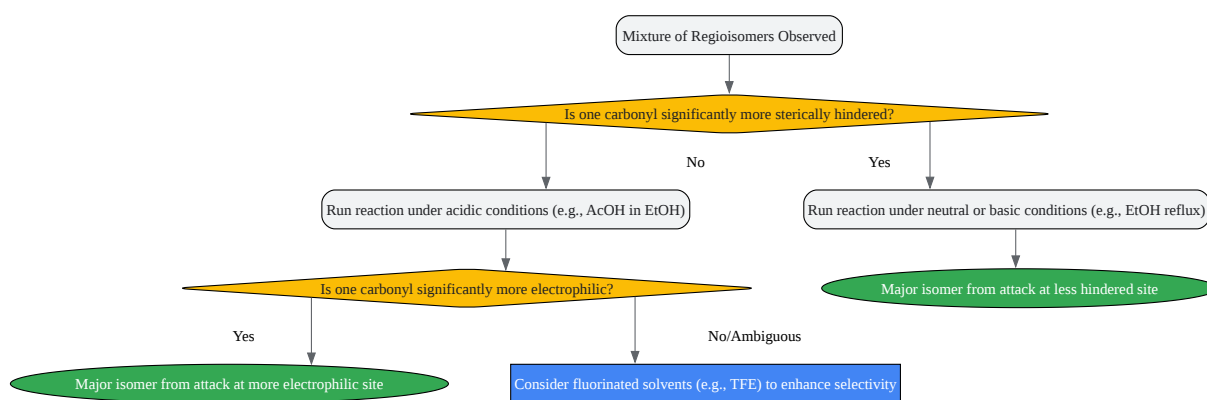 Mixture of Regioisomers Observed
Is one carbonyl significantly more sterically hindered?
No
Yes
Run reaction under acidic conditions (e.g., AcOH in EtOH)
Run reaction under neutral or basic conditions (e.g., EtOH reflux)
Is one carbonyl significantly more electrophilic?
Major isomer from attack at less hindered site
Yes
No/Ambiguous
Major isomer from attack at more electrophilic site
Consider fluorinated solvents (e.g., TFE) to enhance selectivity